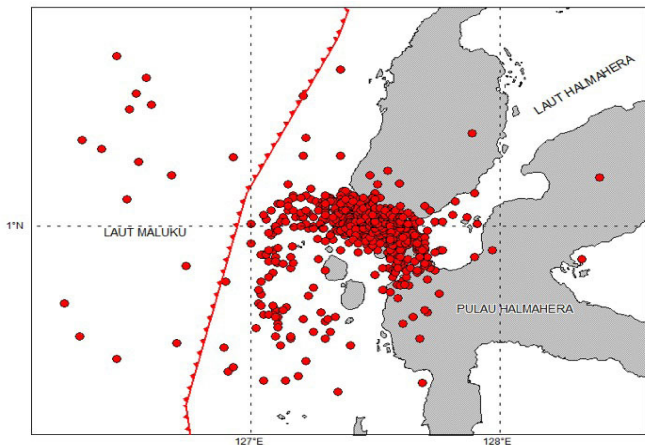 LAUT HALMAHERA
1°N
LAUT MALUKU
PULAU HALMAHERA
127°E
128°E